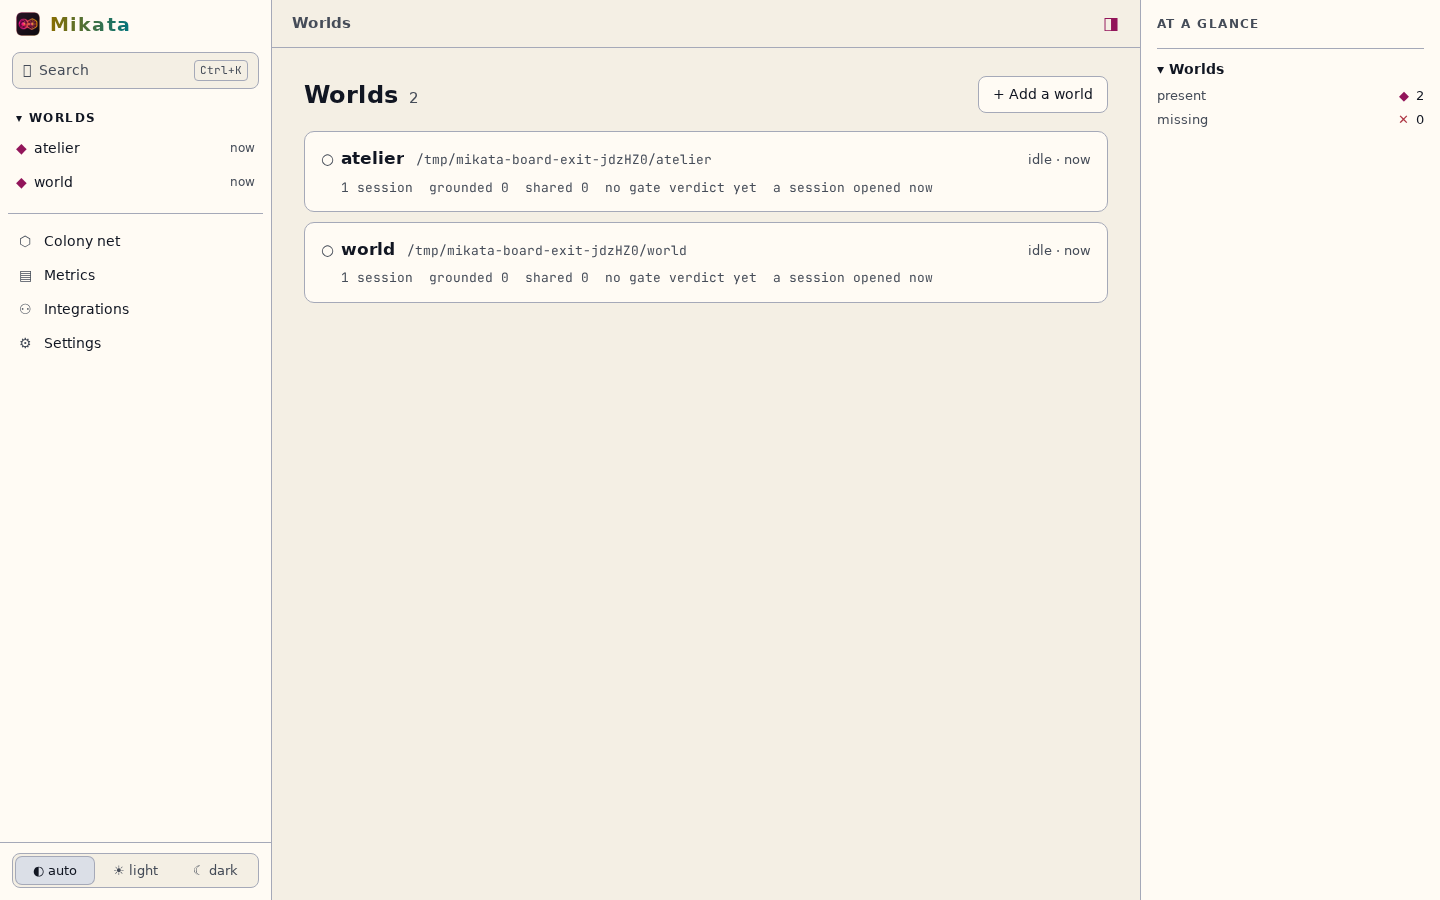 Mikata
Search Ctrl+K
▾ WORLDS
◆ atelier now
◆ world now
Colony net
Metrics
Integrations
Settings
◐ auto ☀ light ☾ dark
Worlds
Worlds 2
+ Add a world
○ atelier /tmp/mikata-board-exit-jdzHZ0/atelier idle · now
1 session grounded 0 shared 0 no gate verdict yet a session opened now
○ world /tmp/mikata-board-exit-jdzHZ0/world idle · now
1 session grounded 0 shared 0 no gate verdict yet a session opened now
AT A GLANCE
▾ Worlds
present ◆ 2
missing ✕ 0